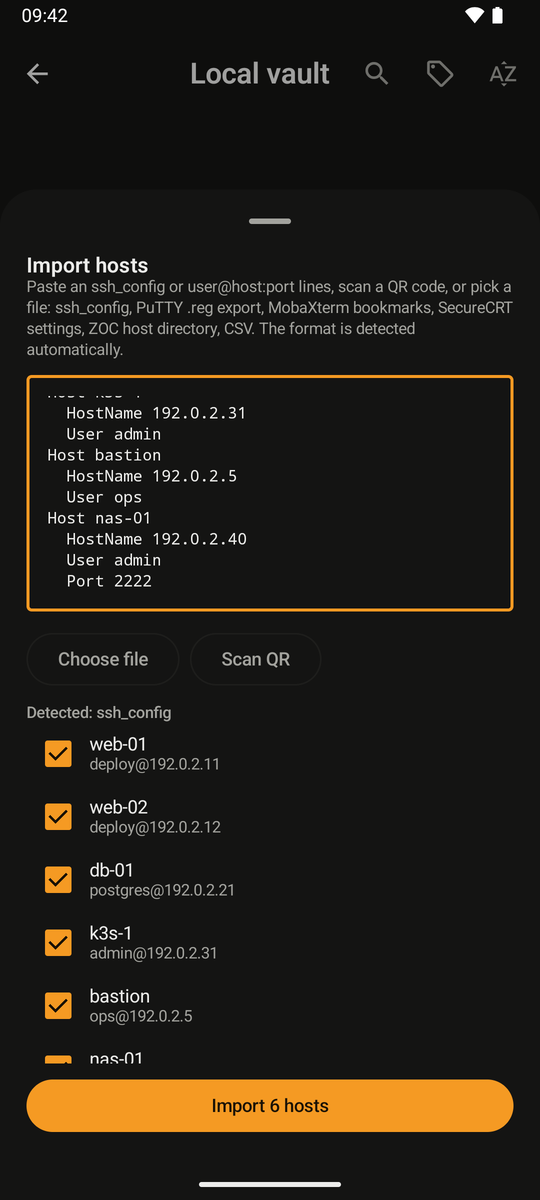 09:42
Local vault
AZ
Import hosts
Paste an ssh_config or user@host:port lines, scan a QR code, or pick a
file: ssh_config, PuTTY .reg export, MobaXterm bookmarks, SecureCRT
settings, ZOC host directory, CSV. The format is detected
automatically.
Host k3s-1
HostName 192.0.2.31
User admin
Host bastion
HostName 192.0.2.5
User ops
Host nas-01
HostName 192.0.2.40
User admin
Port 2222
Choose file
Scan QR
Detected: ssh_config
web-01
deploy@192.0.2.11
web-02
deploy@192.0.2.12
db-01
postgres@192.0.2.21
k3s-1
admin@192.0.2.31
bastion
ops@192.0.2.5
nas-01
Import 6 hosts